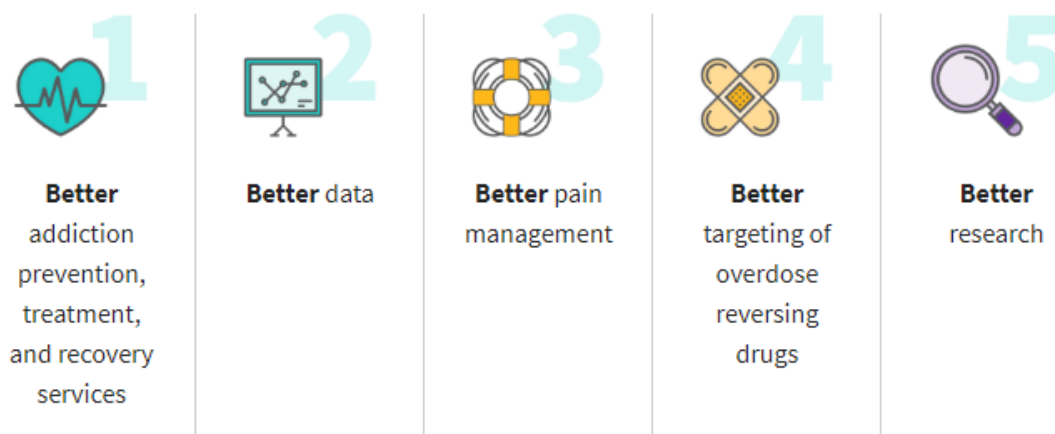 1
Better
addiction
prevention,
treatment,
and recovery
services
2
Better data
3
Better pain
management
4
Better
targeting of
overdose
reversing
drugs
5
Better
research